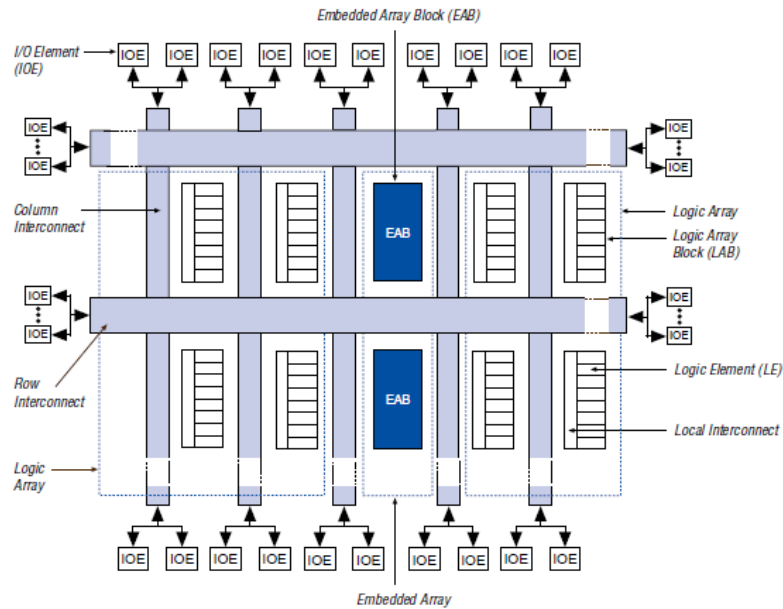 Embedded Array Block (EAB)
I/O Element
(IOE)
IOE IOE IOE IOE IOE IOE IOE IOE IOE IOE
IOE IOE
IOE IOE
Column
Interconnect
EAB
Logic Array
Logic Array
Block (LAB)
IOE IOE
IOE IOE
Row
Interconnect
EAB
Logic Element (LE)
Local Interconnect
Logic
Array
IOE IOE IOE IOE IOE IOE IOE IOE IOE IOE
Embedded Array